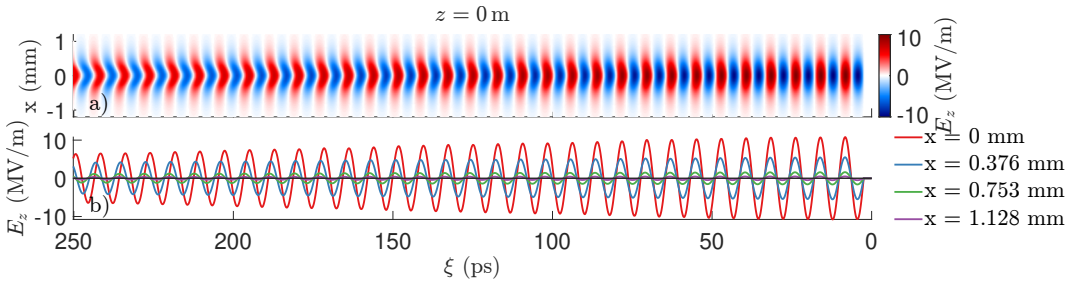 z = 0 m
x (mm)
1
0
-1
a)
10
0
-10
E_z (MV/m)
E_z (MV/m)
10
0
-10
b)
250
200
150
100
50
0
ξ (ps)
x = 0 mm
x = 0.376 mm
x = 0.753 mm
x = 1.128 mm